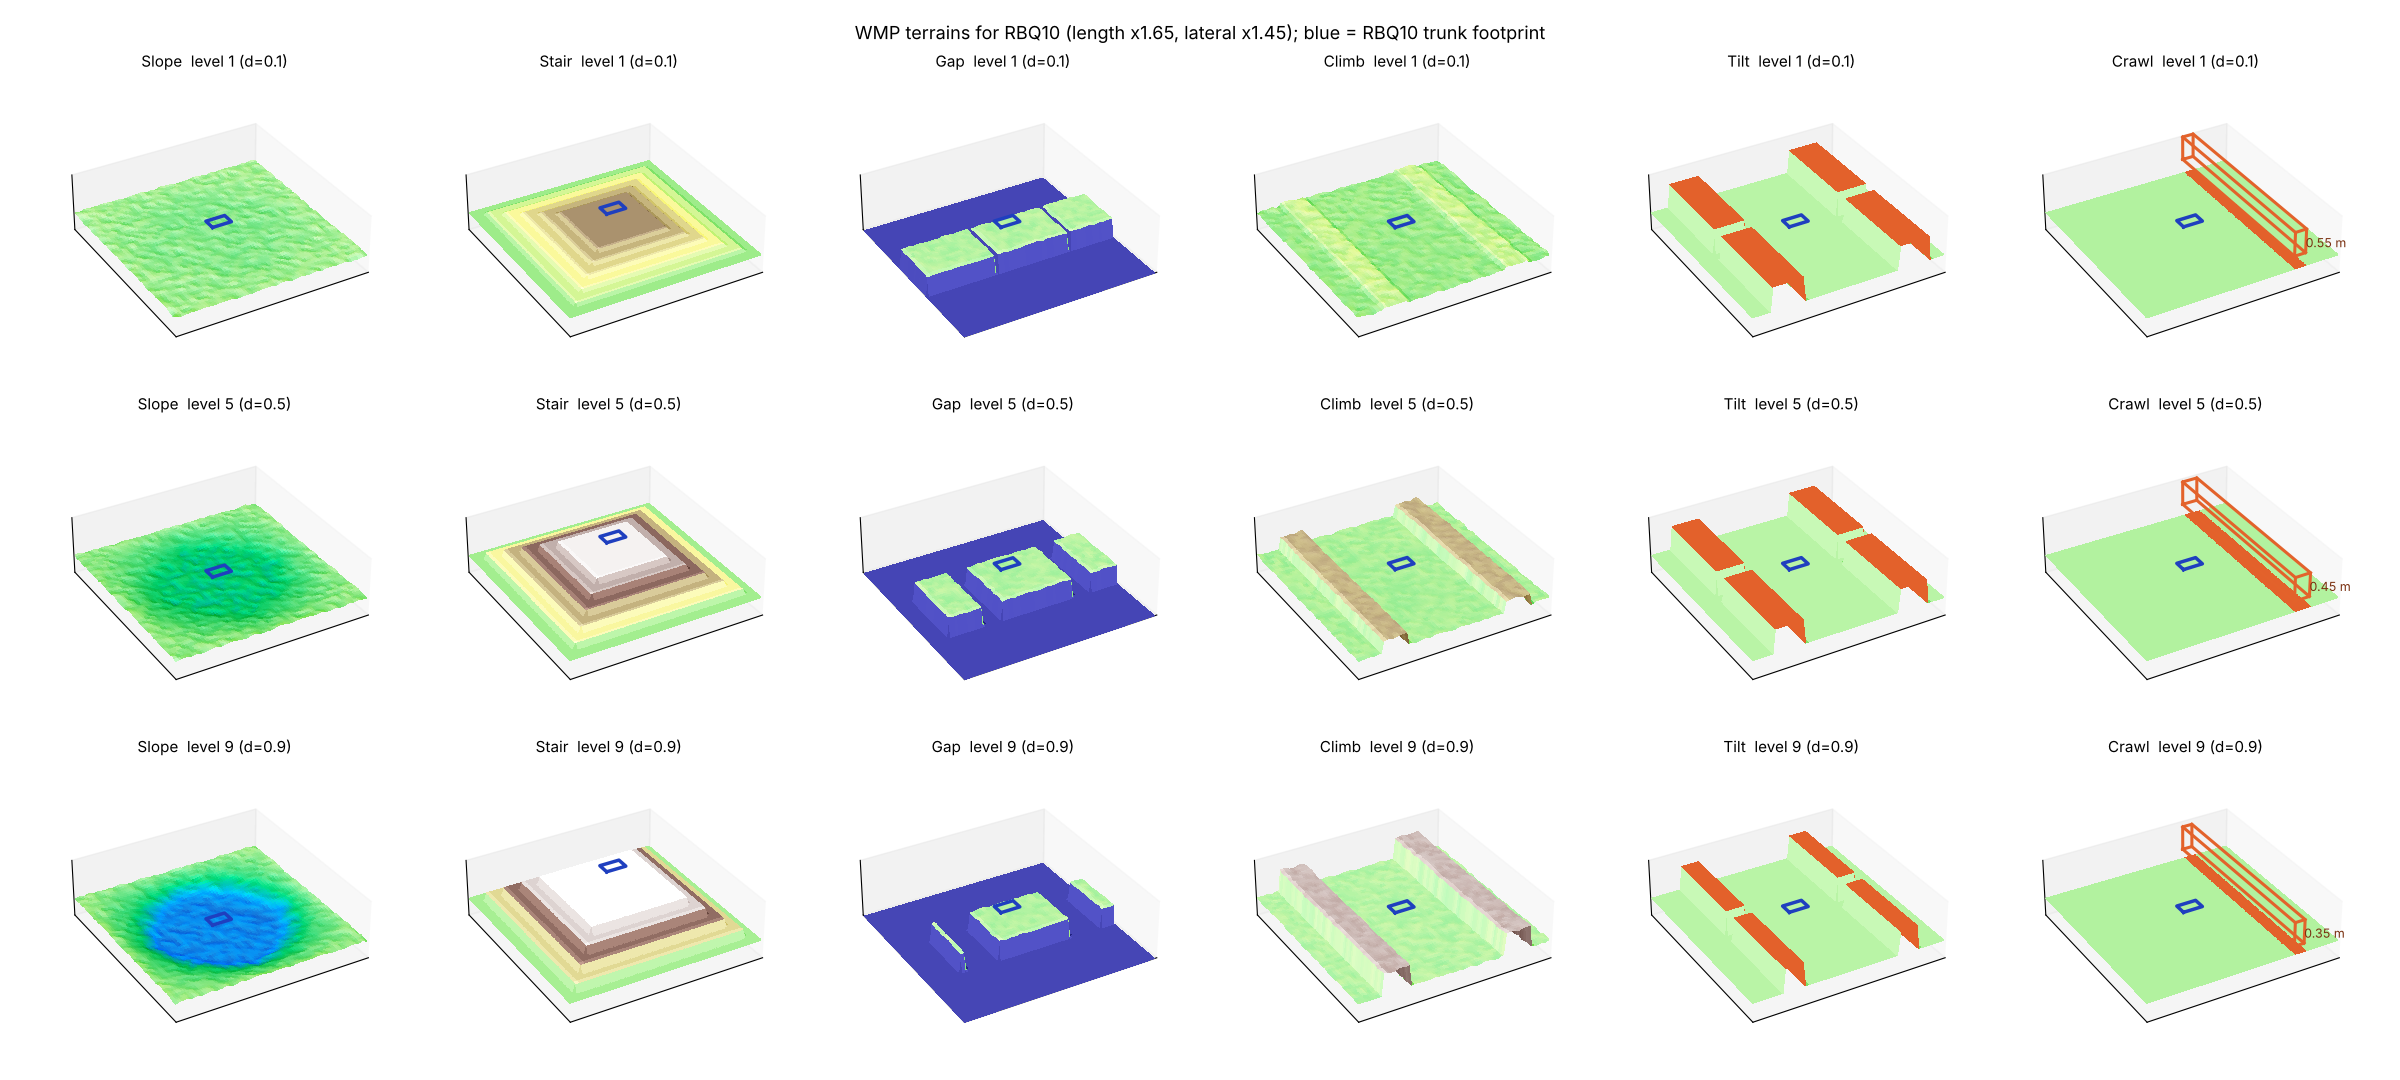 WMP terrains for RBQ10 (length x1.65, lateral x1.45); blue = RBQ10 trunk footprint
Slope level 1 (d=0.1)
Stair level 1 (d=0.1)
Gap level 1 (d=0.1)
Climb level 1 (d=0.1)
Tilt level 1 (d=0.1)
Crawl level 1 (d=0.1)
0.55 m
Slope level 5 (d=0.5)
Stair level 5 (d=0.5)
Gap level 5 (d=0.5)
Climb level 5 (d=0.5)
Tilt level 5 (d=0.5)
Crawl level 5 (d=0.5)
0.45 m
Slope level 9 (d=0.9)
Stair level 9 (d=0.9)
Gap level 9 (d=0.9)
Climb level 9 (d=0.9)
Tilt level 9 (d=0.9)
Crawl level 9 (d=0.9)
0.35 m